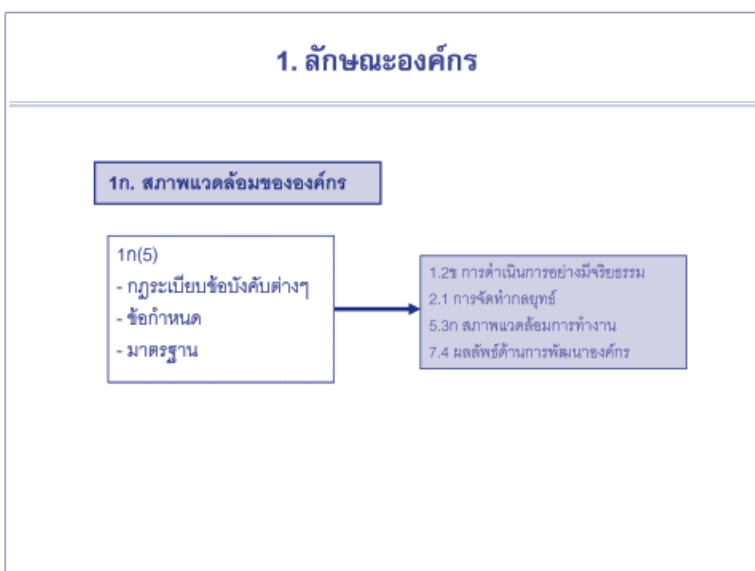 1. ลักษณะองค์กร
1ก. สภาพแวดล้อมขององค์กร
1ก(5)
- กฎระเบียบข้อบังคับต่างๆ
- ข้อกำหนด
- มาตรฐาน
1.2ข การดำเนินการอย่างมีจริยธรรม
2.1 การจัดทำกลยุทธ์
5.3ก สภาพแวดล้อมการทำงาน
7.4 ผลลัพธ์ด้านการพัฒนาองค์กร